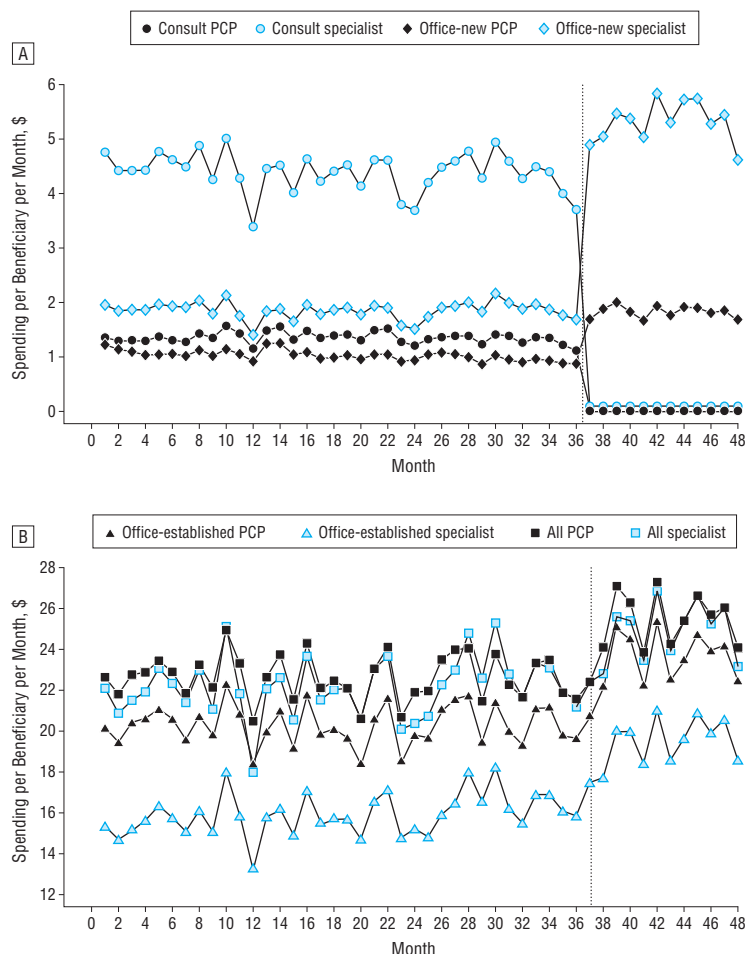 Consult PCP Consult specialist Office-new PCP Office-new specialist
A
6
5
4
3
2
1
0
Spending per Beneficiary per Month, $
0 2 4 6 8 10 12 14 16 18 20 22 24 26 28 30 32 34 36 38 40 42 44 46 48
Month
B
Office-established PCP Office-established specialist All PCP All specialist
28
26
24
22
20
18
16
14
12
Spending per Beneficiary per Month, $
0 2 4 6 8 10 12 14 16 18 20 22 24 26 28 30 32 34 36 38 40 42 44 46 48
Month